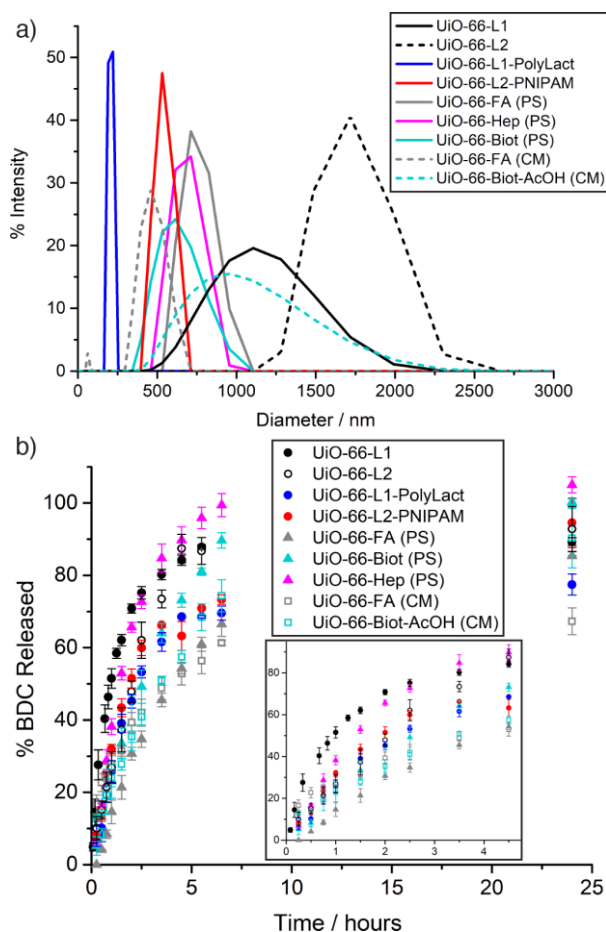 a)
UiO-66-L1
UiO-66-L2
UiO-66-L1-PolyLact
UiO-66-L2-PNIPAM
UiO-66-FA (PS)
UiO-66-Hep (PS)
UiO-66-Biot (PS)
UiO-66-FA (CM)
UiO-66-Biot-AcOH (CM)
% Intensity
50
40
30
20
10
0
0 500 1000 1500 2000 2500 3000
Diameter / nm
b)
UiO-66-L1
UiO-66-L2
UiO-66-L1-PolyLact
UiO-66-L2-PNIPAM
UiO-66-FA (PS)
UiO-66-Biot (PS)
UiO-66-Hep (PS)
UiO-66-FA (CM)
UiO-66-Biot-AcOH (CM)
% BDC Released
100
80
60
40
20
0
80
60
40
20
0
0 1 2 3 4
0 5 10 15 20 25
Time / hours